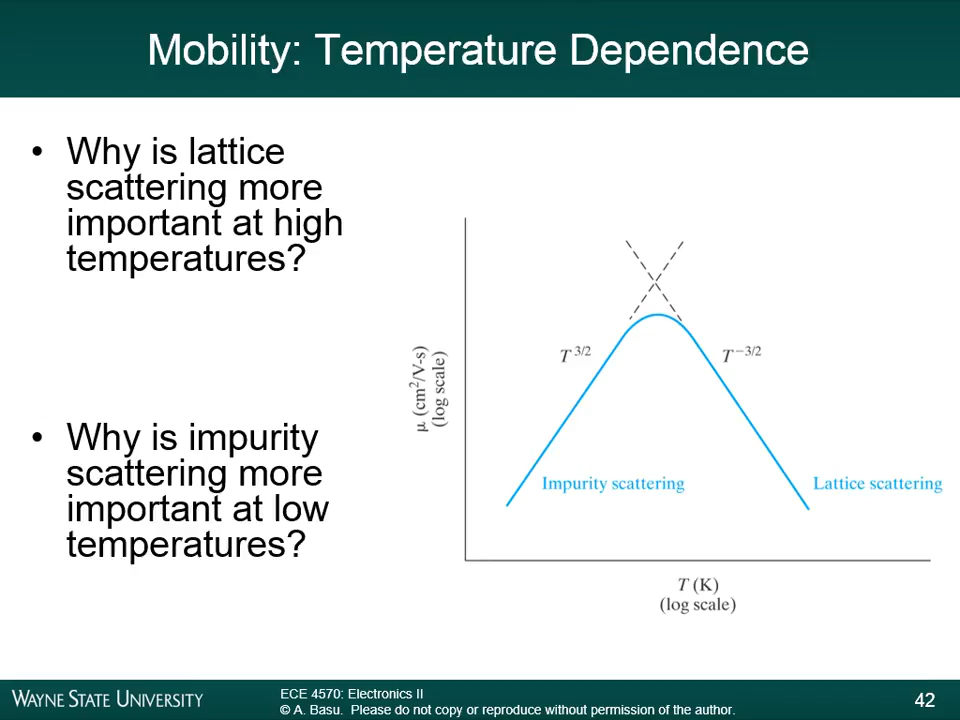 Mobility: Temperature Dependence
• Why is lattice
scattering more
important at high
temperatures?
• Why is impurity
scattering more
important at low
temperatures?
μ (cm²/V-s)
(log scale)
T 3/2
T −3/2
Impurity scattering
Lattice scattering
T (K)
(log scale)
WAYNE STATE UNIVERSITY
ECE 4570: Electronics II
© A. Basu. Please do not copy or reproduce without permission of the author.
42